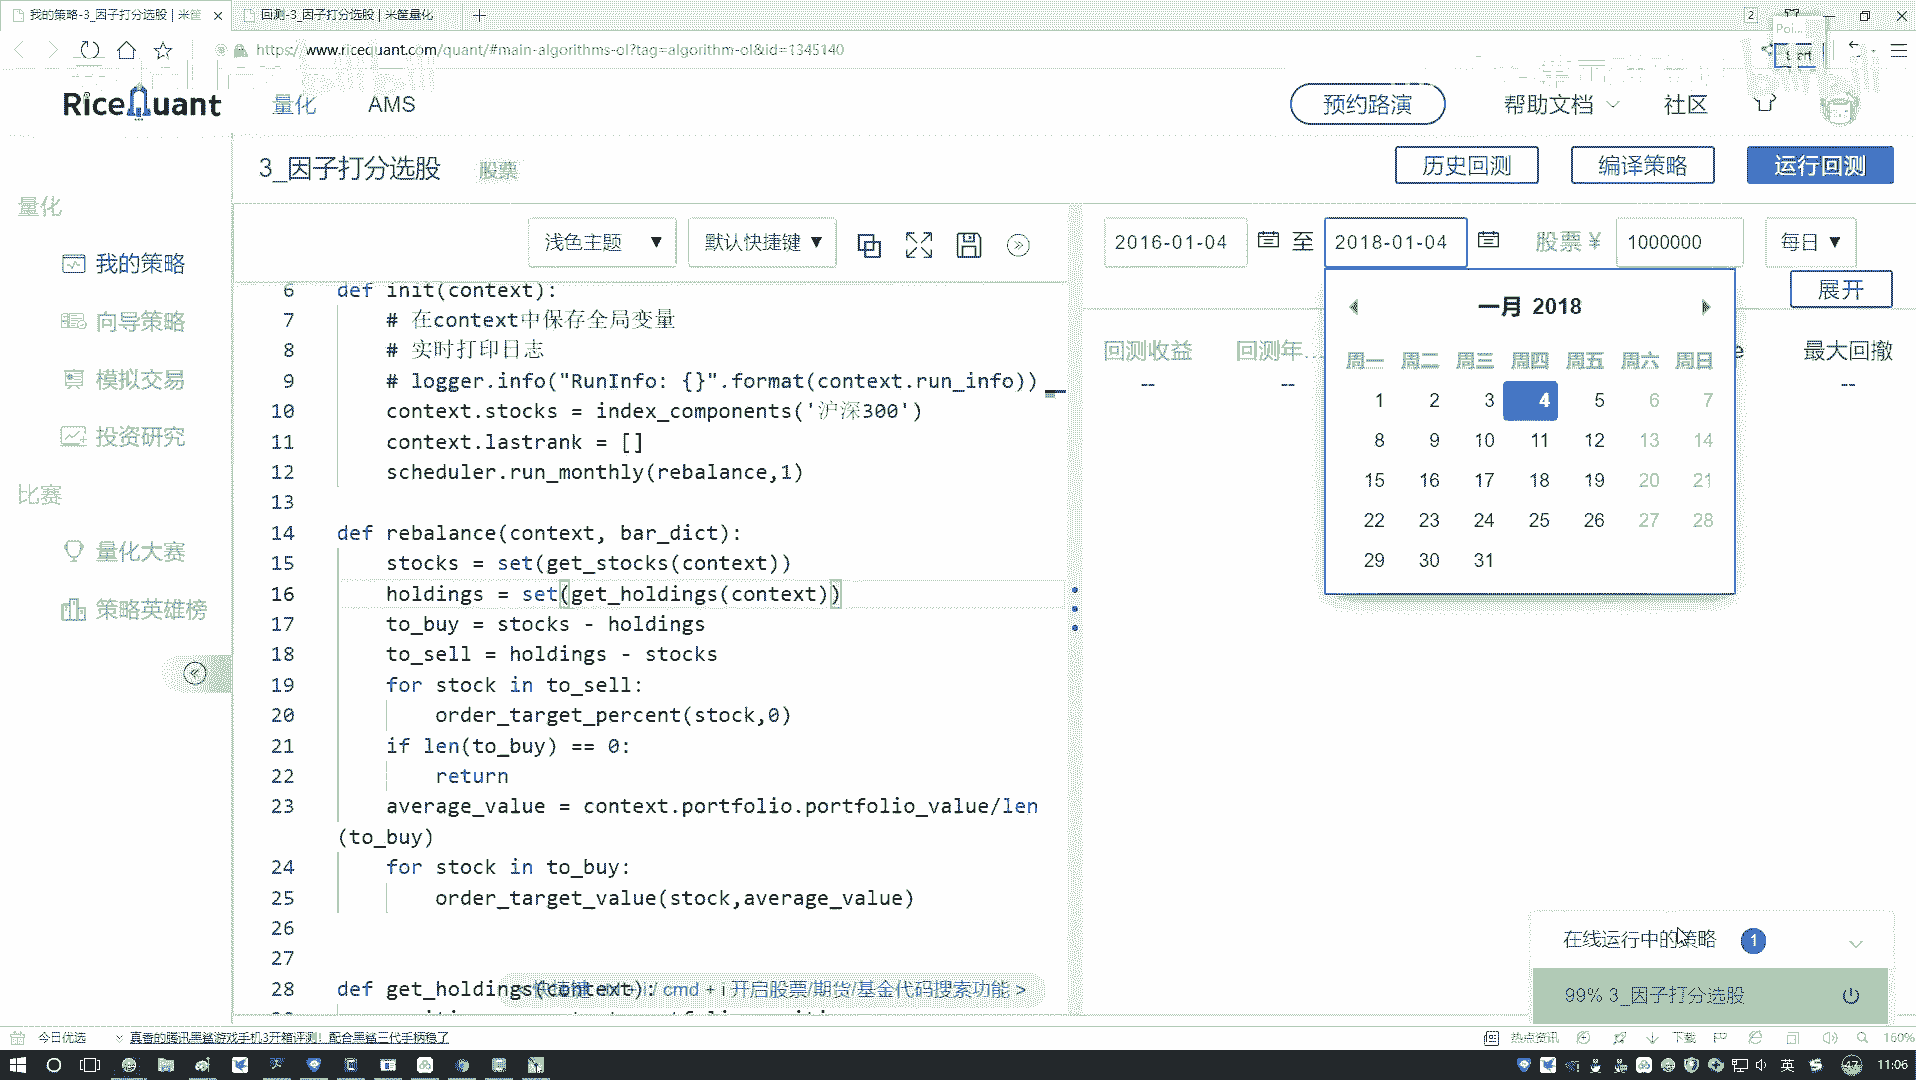 我的策略-3_因子打分选股 | 米筐
回测-3_因子打分选股 | 米筐量化
2
https://www.ricequant.com/quant/#main-algorithms-ol?tag=algorithm-ol&id=1345140
Poi...
RiceQuant
量化
AMS
预约路演
帮助文档
社区
3_因子打分选股
股票
历史回测
编译策略
运行回测
量化
我的策略
向导策略
模拟交易
投资研究
比赛
量化大赛
策略英雄榜
浅色主题 ▼
默认快捷键 ▼
2016-01-04
至
2018-01-04
股票 ¥
1000000
每日 ▼
展开
6 def init(context):
7 # 在context中保存全局变量
8 # 实时打印日志
9 # logger.info("RunInfo: {}".format(context.run_info))
10 context.stocks = index_components('沪深300')
11 context.lastrank = []
12 scheduler.run_monthly(rebalance,1)
13
14 def rebalance(context, bar_dict):
15 stocks = set(get_stocks(context))
16 holdings = set(get_holdings(context))
17 to_buy = stocks - holdings
18 to_sell = holdings - stocks
19 for stock in to_sell:
20 order_target_percent(stock,0)
21 if len(to_buy) == 0:
22 return
23 average_value = context.portfolio.portfolio_value/len
(to_buy)
24 for stock in to_buy:
25 order_target_value(stock,average_value)
26
27
28 def get_holdings(context):
/ cmd + i 开启股票/期货/基金代码搜索功能 >
回测收益
回测年...
最大回撤
--
--
--
一月 2018
周一 周二 周三 周四 周五 周六 周日
1 2 3 4 5 6 7
8 9 10 11 12 13 14
15 16 17 18 19 20 21
22 23 24 25 26 27 28
29 30 31
在线运行中的策略 1
99% 3_因子打分选股
今日优选
真香的腾讯黑鲨游戏手机3开箱评测！配合黑鲨三代手柄稳了
热点资讯
下载
160%
英
47
11:06